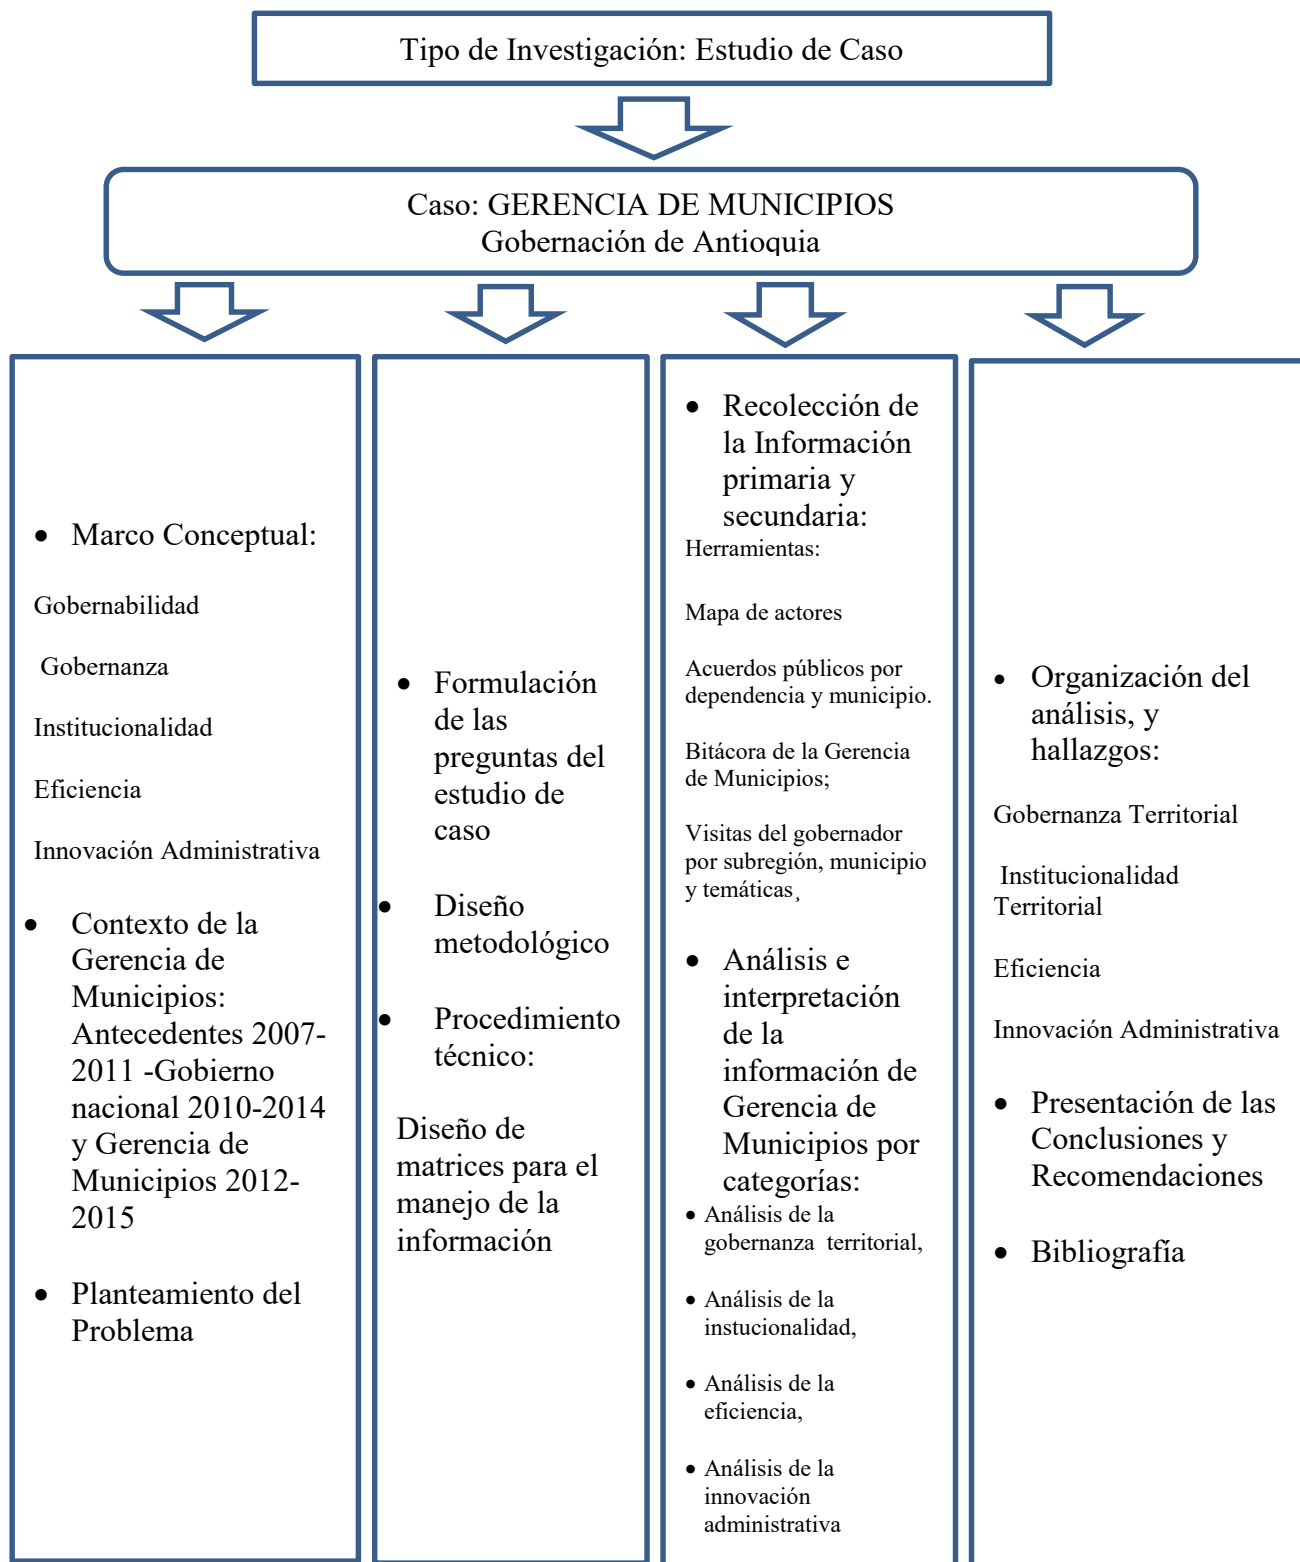 Tipo de Investigación: Estudio de Caso
Caso: GERENCIA DE MUNICIPIOS
Gobernación de Antioquia
• Marco Conceptual:
Gobernabilidad
Gobernanza
Institucionalidad
Eficiencia
Innovación Administrativa
• Contexto de la
Gerencia de
Municipios:
Antecedentes 2007-
2011 -Gobierno
nacional 2010-2014
y Gerencia de
Municipios 2012-
2015
• Planteamiento del
Problema
• Formulación
de las
preguntas del
estudio de
caso
• Diseño
metodológico
• Procedimiento
técnico:
Diseño de
matrices para el
manejo de la
información
• Recolección de
la Información
primaria y
secundaria:
Herramientas:
Mapa de actores
Acuerdos públicos por
dependencia y municipio.
Bitácora de la Gerencia
de Municipios;
Visitas del gobernador
por subregión, municipio
y temáticas¸
• Análisis e
interpretación
de la
información de
Gerencia de
Municipios por
categorías:
• Análisis de la
gobernanza territorial,
• Análisis de la
instucionalidad,
• Análisis de la
eficiencia,
• Análisis de la
innovación
administrativa
• Organización del
análisis, y
hallazgos:
Gobernanza Territorial
Institucionalidad
Territorial
Eficiencia
Innovación Administrativa
• Presentación de las
Conclusiones y
Recomendaciones
• Bibliografía